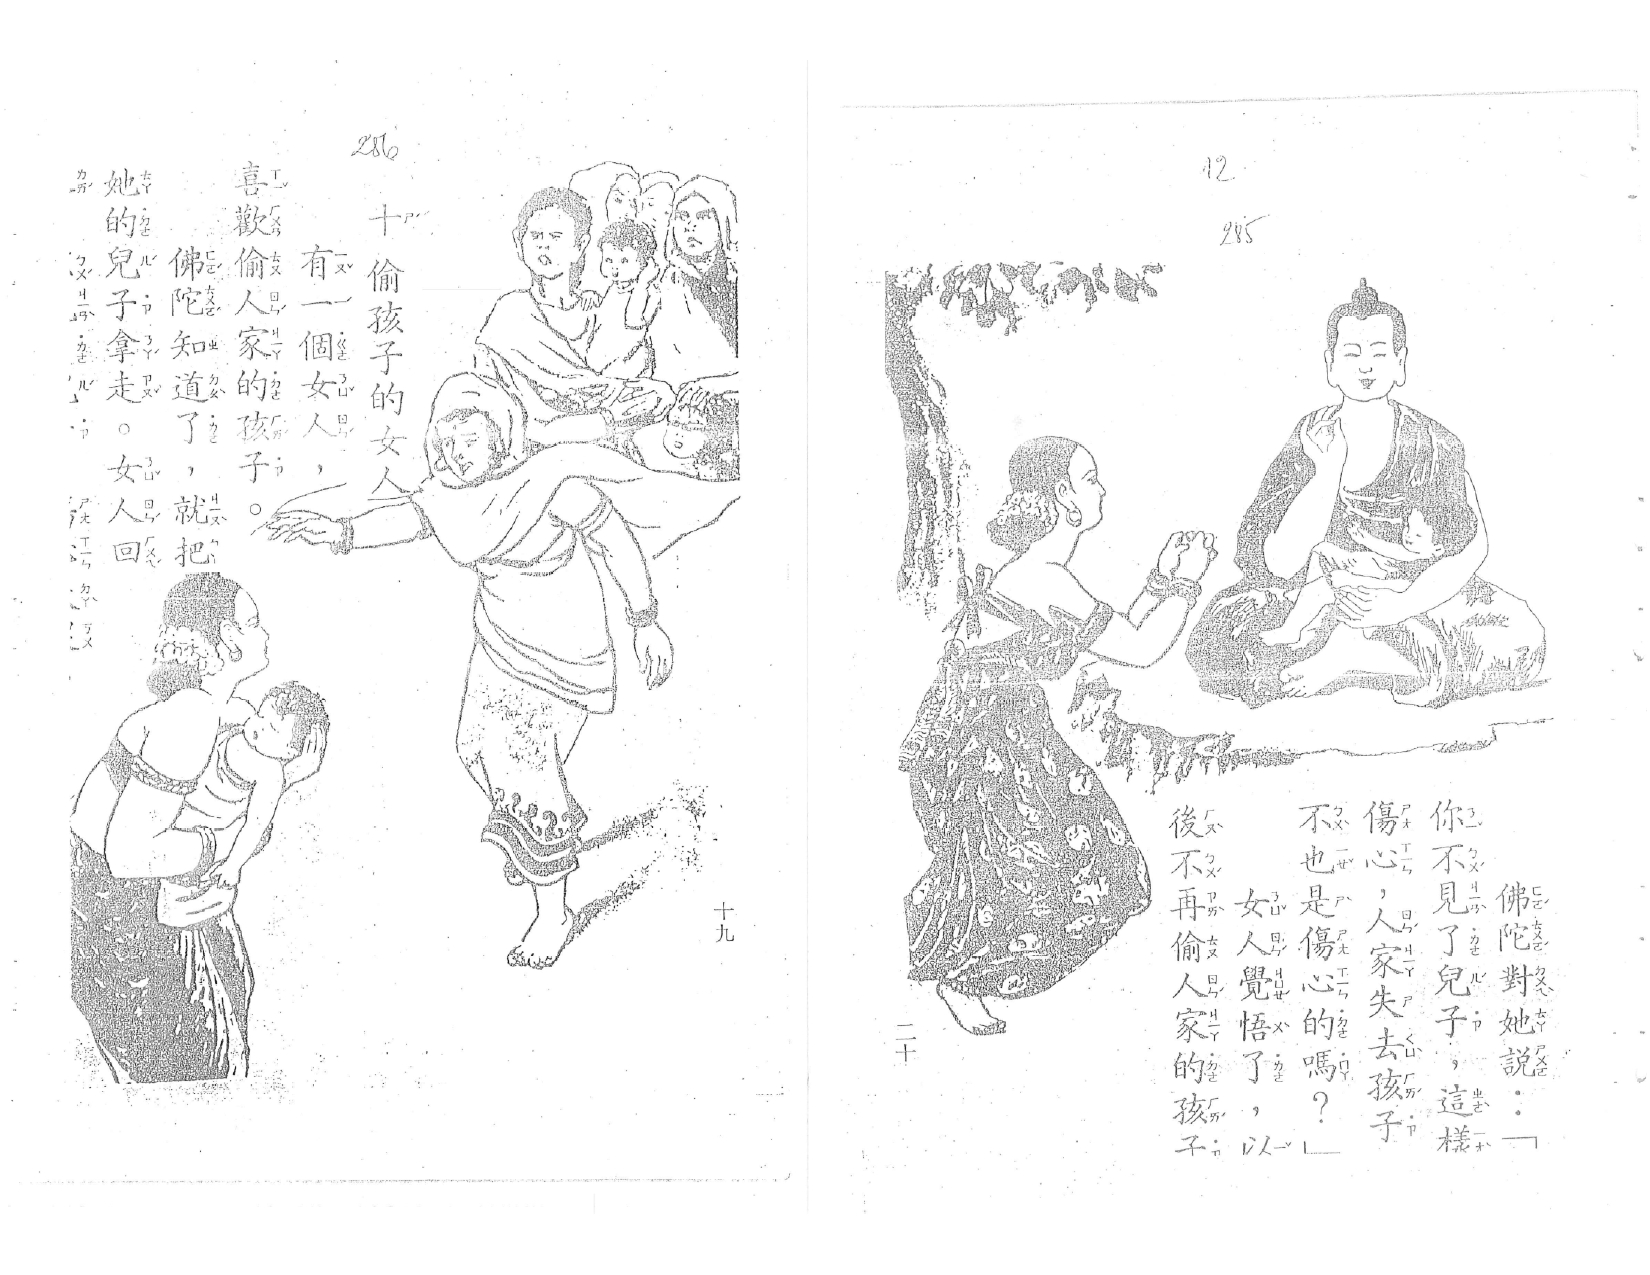 286
十 偷孩子的女人
有一個女人，
喜歡偷人家的孩子。
佛陀知道了，就把
她的兒子拿走。女人回
十九
12
285
佛陀對她説：「
你不見了兒子，這樣
傷心，人家失去孩子
不也是傷心的嗎？」
女人覺悟了，以
後不再偷人家的孩子
二十